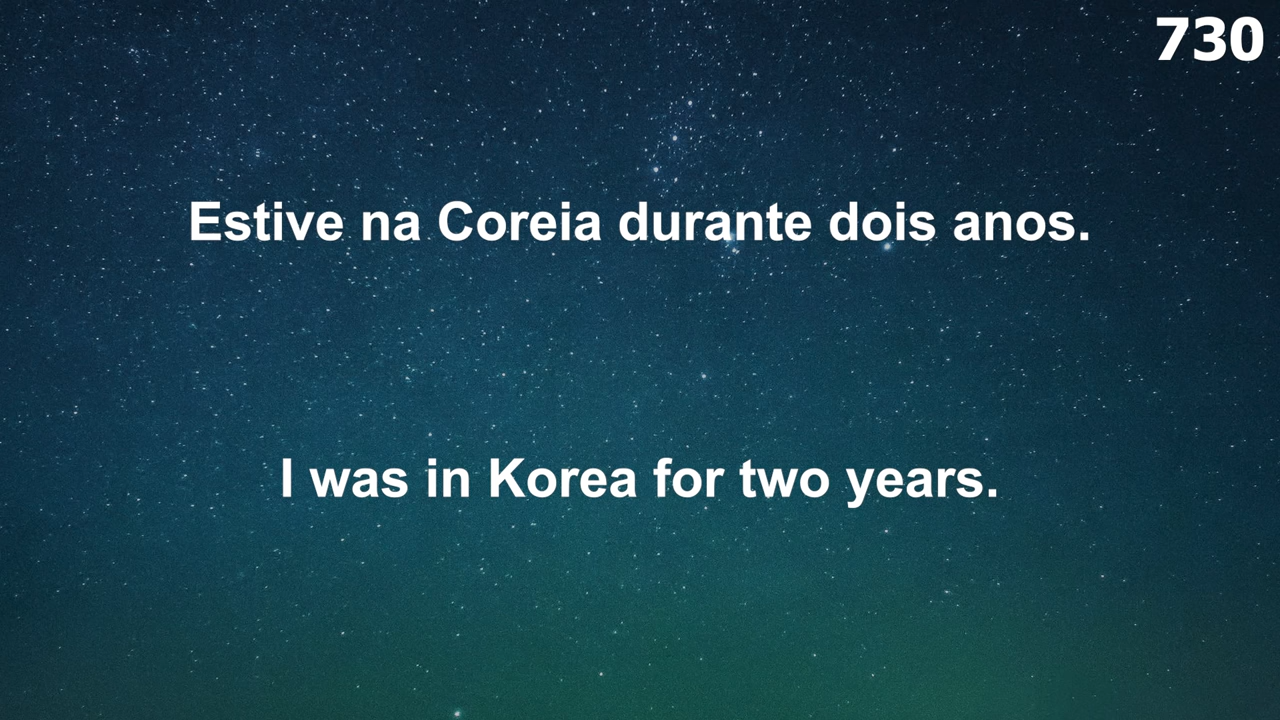 730
Estive na Coreia durante dois anos.
I was in Korea for two years.